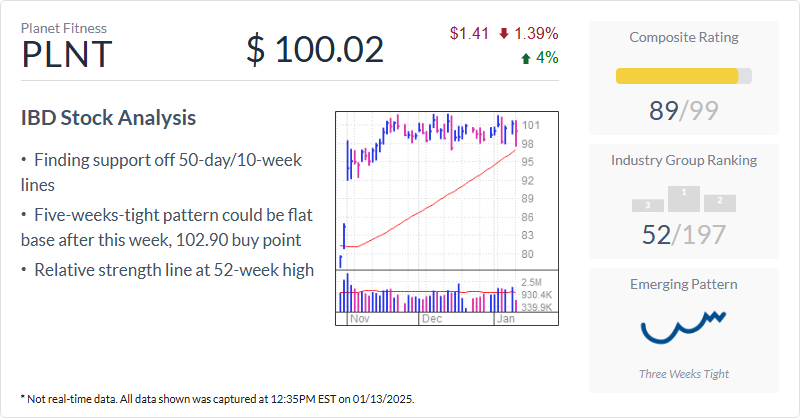 Planet Fitness
PLNT
$ 100.02
$1.41 1.39%
4%
IBD Stock Analysis
• Finding support off 50-day/10-week
lines
• Five-weeks-tight pattern could be flat
base after this week, 102.90 buy point
• Relative strength line at 52-week high
101
98
95
92
89
86
83
80
2.5M
930.4K
339.9K
Nov Dec Jan
Composite Rating
89/99
Industry Group Ranking
3 1 2
52/197
Emerging Pattern
Three Weeks Tight
* Not real-time data. All data shown was captured at 12:35PM EST on 01/13/2025.